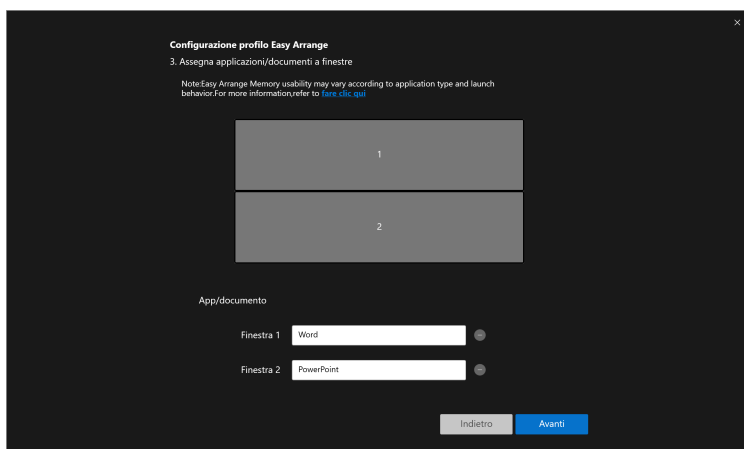 Configurazione profilo Easy Arrange
3. Assegna applicazioni/documenti a finestre
Note:Easy Arrange Memory usability may vary according to application type and launch
behavior.For more information,refer to fare clic qui
1
2
App/documento
Finestra 1 Word
Finestra 2 PowerPoint
Indietro Avanti